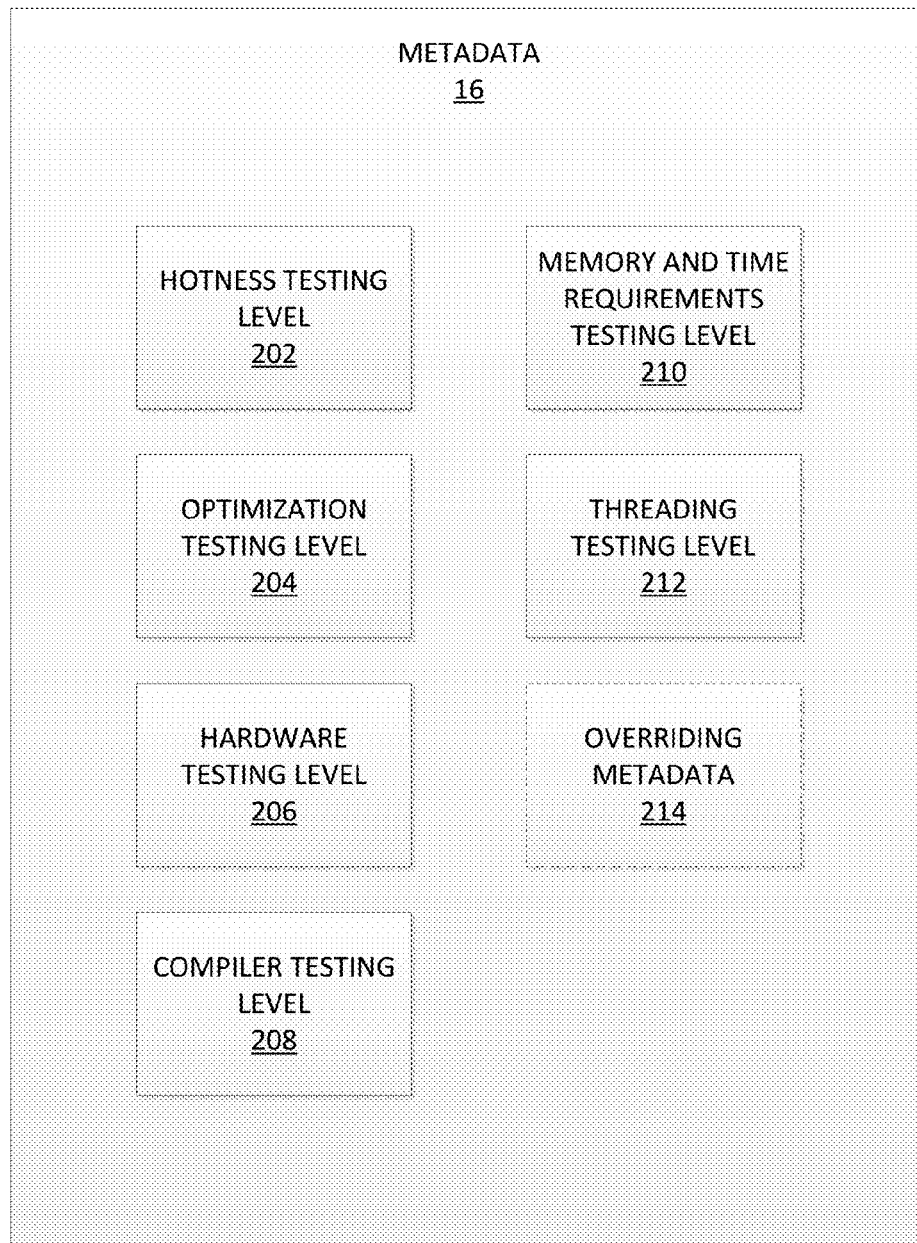 METADATA
16
HOTNESS TESTING
LEVEL
202
MEMORY AND TIME
REQUIREMENTS
TESTING LEVEL
210
OPTIMIZATION
TESTING LEVEL
204
THREADING
TESTING LEVEL
212
HARDWARE
TESTING LEVEL
206
OVERRIDING
METADATA
214
COMPILER TESTING
LEVEL
208